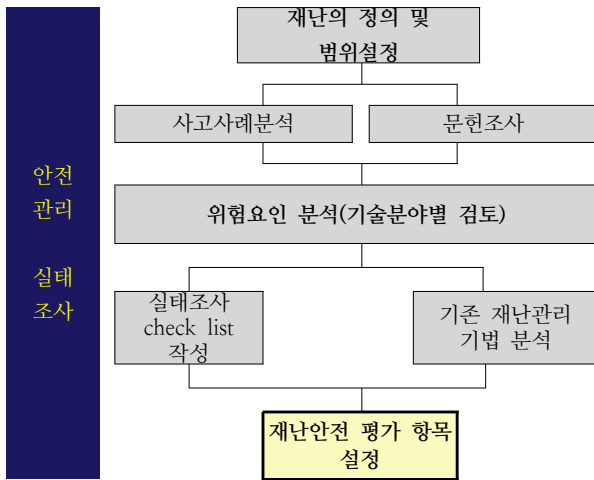 안전
관리
실태
조사
재난의 정의 및
범위설정
사고사례분석
문헌조사
위험요인 분석(기술분야별 검토)
실태조사
check list
작성
기존 재난관리
기법 분석
재난안전 평가 항목
설정